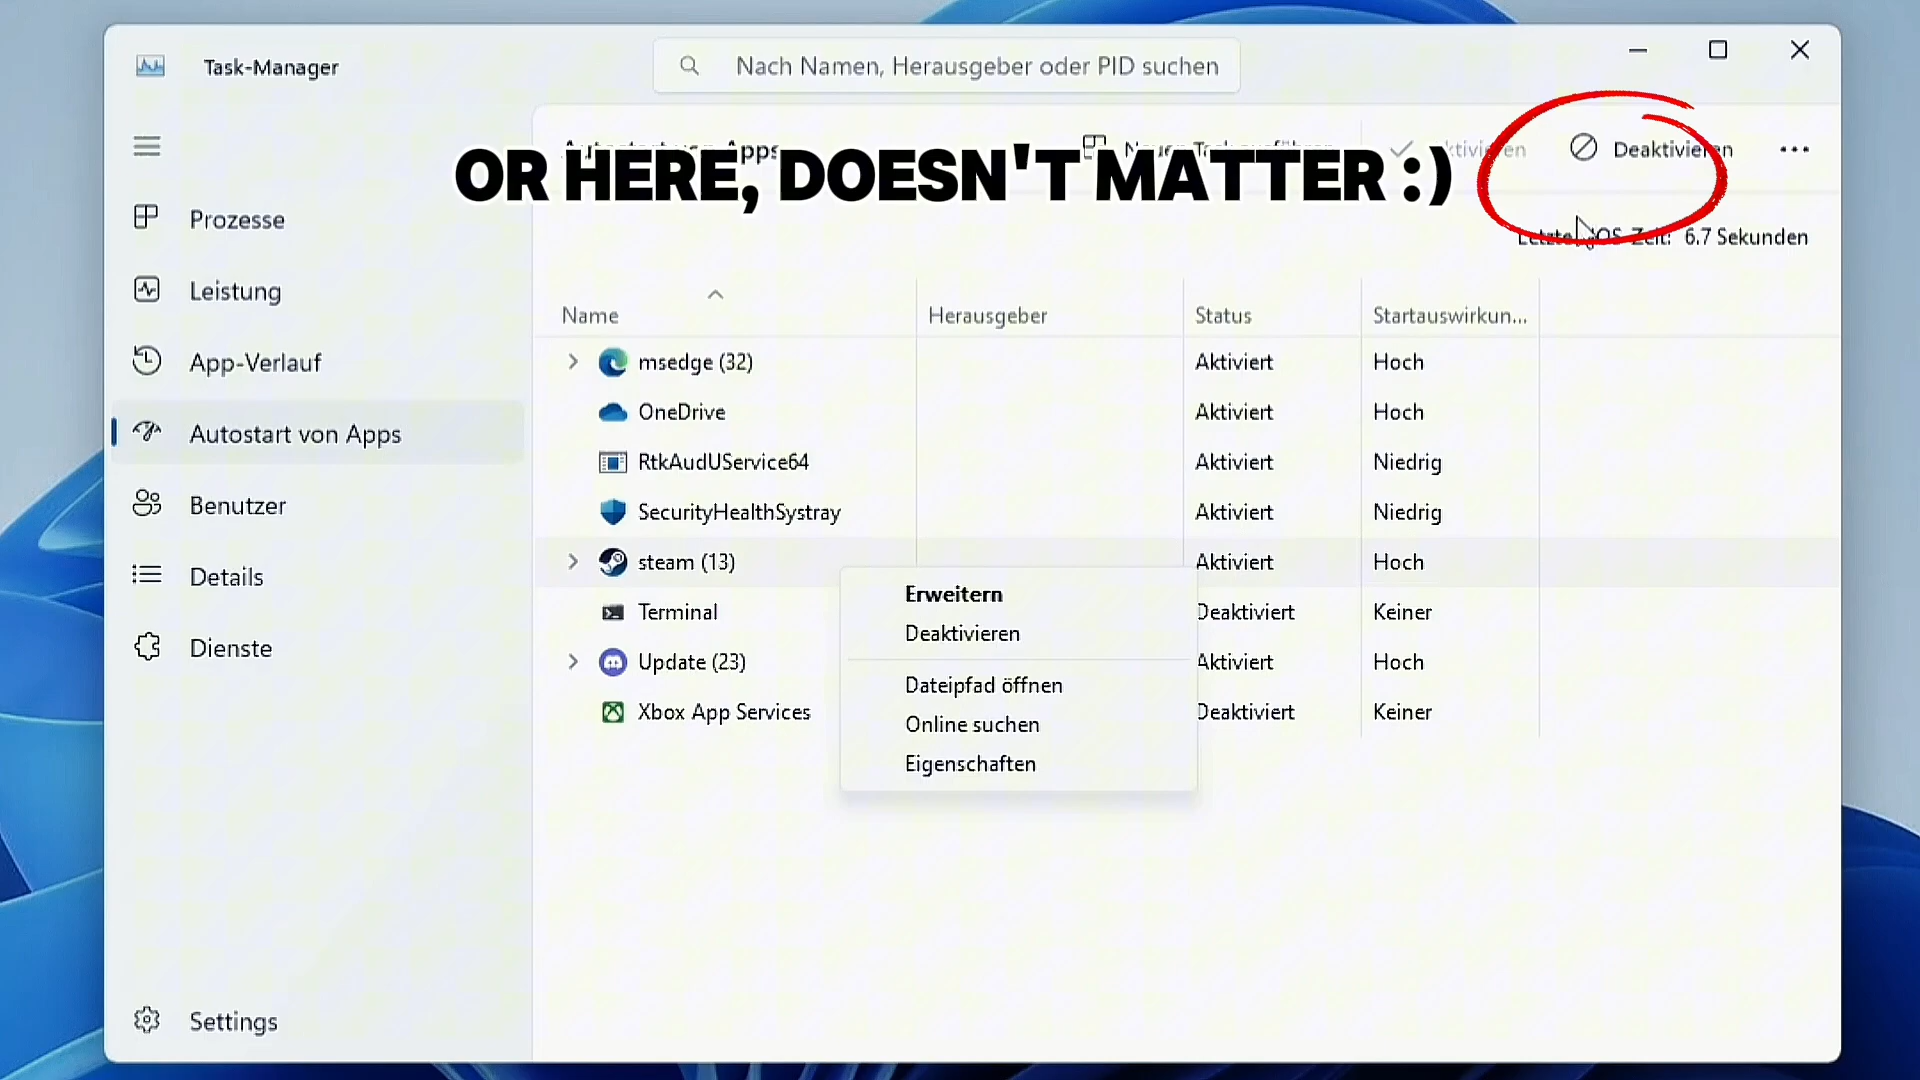 Task-Manager
Nach Namen, Herausgeber oder PID suchen
Deaktivieren
OR HERE, DOESN'T MATTER :)
6.7 Sekunden
Prozesse
Leistung
App-Verlauf
Autostart von Apps
Benutzer
Details
Dienste
Settings
Name Herausgeber Status Startauswirkun...
msedge (32) Aktiviert Hoch
OneDrive Aktiviert Hoch
RtkAudUService64 Aktiviert Niedrig
SecurityHealthSystray Aktiviert Niedrig
steam (13) Aktiviert Hoch
Terminal Deaktiviert Keiner
Update (23) Aktiviert Hoch
Xbox App Services Deaktiviert Keiner
Erweitern
Deaktivieren
Dateipfad öffnen
Online suchen
Eigenschaften